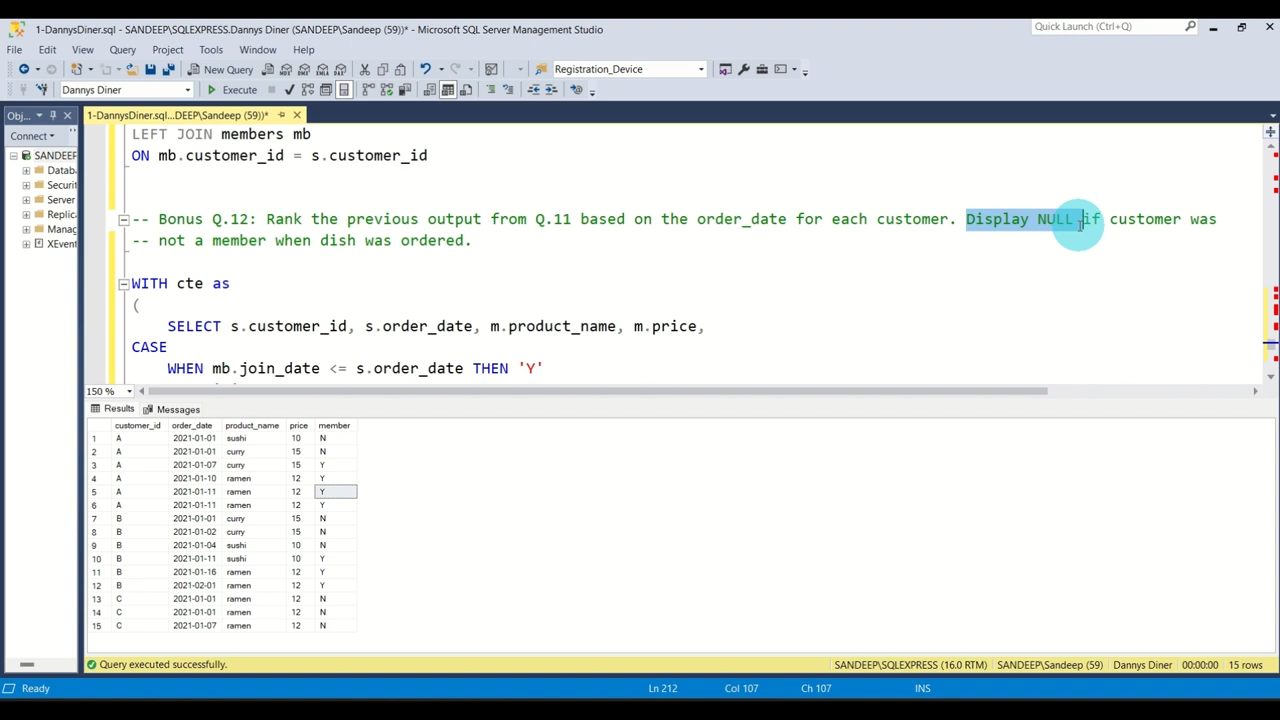 1-DannysDiner.sql - SANDEEP\SQLEXPRESS.Dannys Diner (SANDEEP\Sandeep (59))* - Microsoft SQL Server Management Studio
Quick Launch (Ctrl+Q)
File Edit View Query Project Tools Window Help
New Query
Registration_Device
Dannys Diner
Execute
Obj...
1-DannysDiner.sql...DEEP\Sandeep (59))*
Connect
SANDEEP
Datab
Securit
Server
Replic
Manag
XEvent
LEFT JOIN members mb
ON mb.customer_id = s.customer_id
-- Bonus Q.12: Rank the previous output from Q.11 based on the order_date for each customer. Display NULL if customer was
-- not a member when dish was ordered.
WITH cte as
(
SELECT s.customer_id, s.order_date, m.product_name, m.price,
CASE
WHEN mb.join_date <= s.order_date THEN 'Y'
150 %
Results Messages
customer_id order_date product_name price member
1 A 2021-01-01 sushi 10 N
2 A 2021-01-01 curry 15 N
3 A 2021-01-07 curry 15 Y
4 A 2021-01-10 ramen 12 Y
5 A 2021-01-11 ramen 12 Y
6 A 2021-01-11 ramen 12 Y
7 B 2021-01-01 curry 15 N
8 B 2021-01-02 curry 15 N
9 B 2021-01-04 sushi 10 N
10 B 2021-01-11 sushi 10 Y
11 B 2021-01-16 ramen 12 Y
12 B 2021-02-01 ramen 12 Y
13 C 2021-01-01 ramen 12 N
14 C 2021-01-01 ramen 12 N
15 C 2021-01-07 ramen 12 N
Query executed successfully.
SANDEEP\SQLEXPRESS (16.0 RTM) SANDEEP\Sandeep (59) Dannys Diner 00:00:00 15 rows
Ready
Ln 212 Col 107 Ch 107 INS